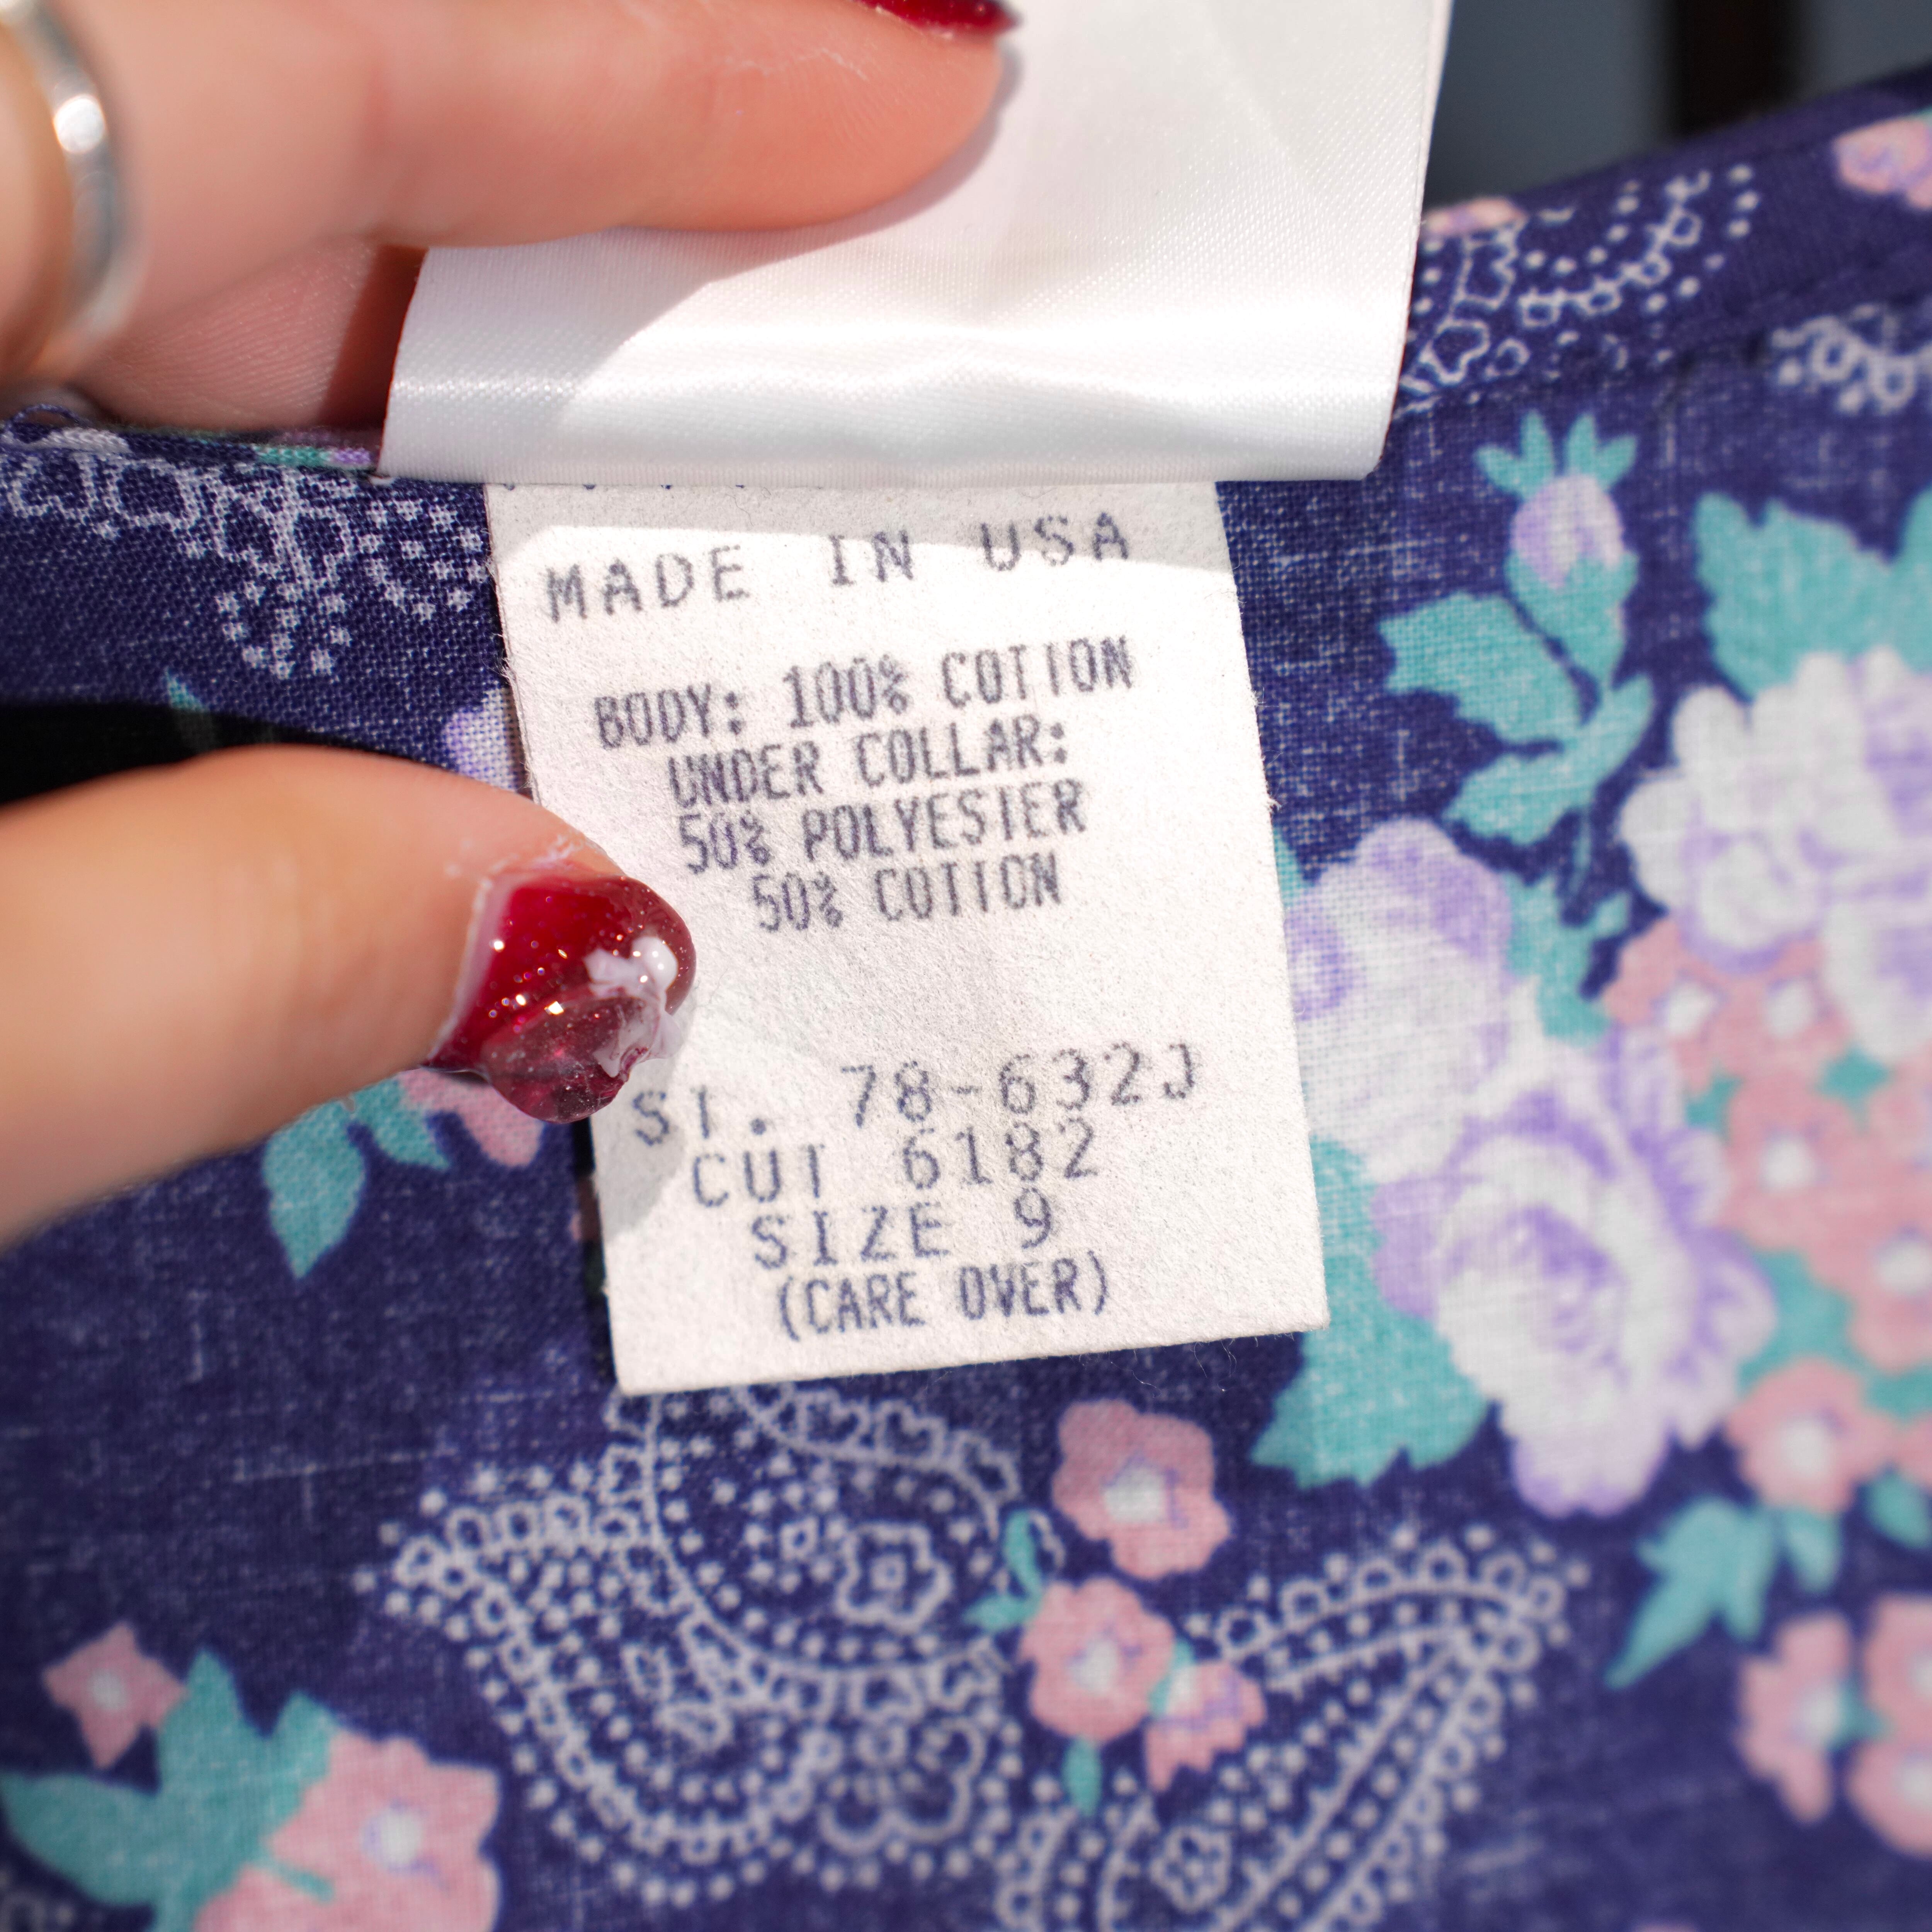 MADE IN USA
BODY: 100% COTTON
UNDER COLLAR:
50% POLYESTER
50% COTTON
ST. 78-632J
CUT 6182
SIZE 9
(CARE OVER)